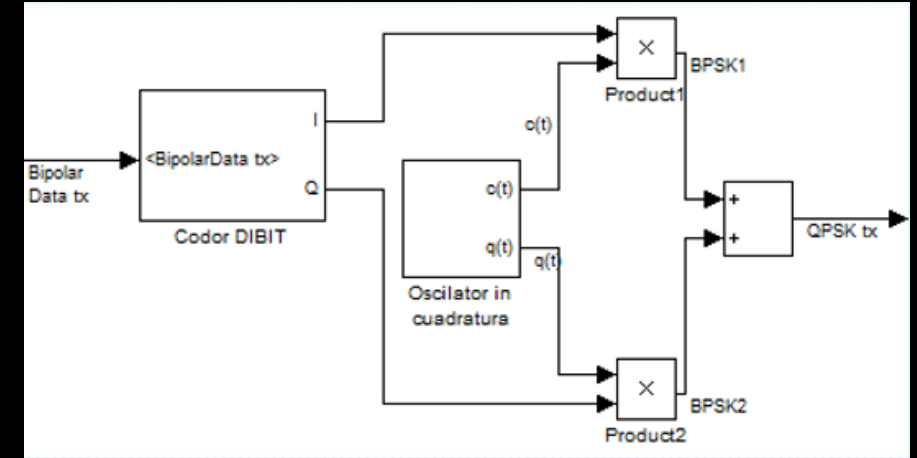 BPSK1
Product1
I
<BipolarData tx>
Bipolar
Data tx
Q
Codor DIBIT
c(t)
c(t)
q(t)
q(t)
Oscilator in
cuadratura
+
+
QPSK tx
×
×
BPSK2
Product2